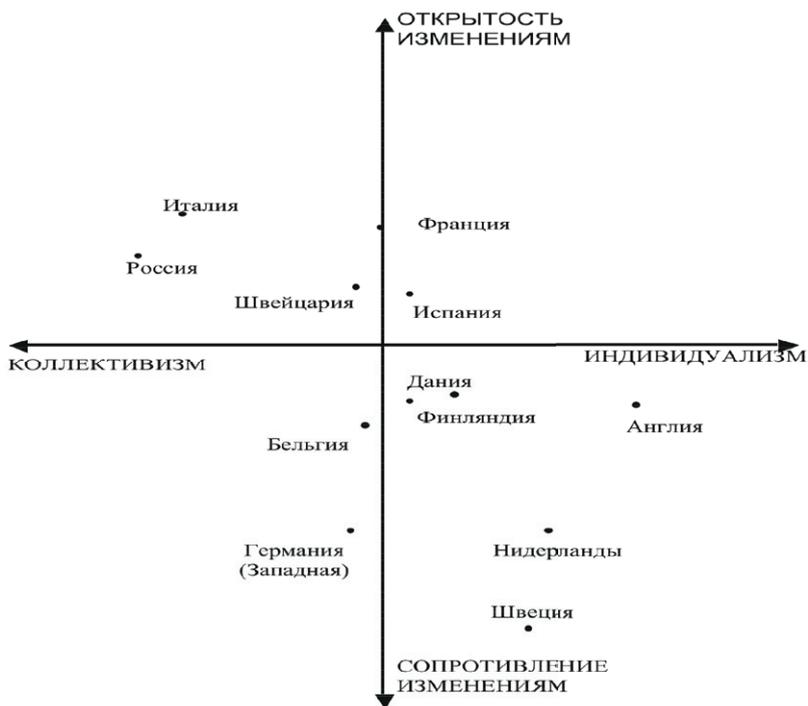 ОТКРЫТОСТЬ
ИЗМЕНЕНИЯМ
Италия
Франция
Россия
Швейцария
Испания
КОЛЛЕКТИВИЗМ
ИНДИВИДУАЛИЗМ
Дания
Финляндия
Англия
Бельгия
Германия
(Западная)
Нидерланды
Швеция
СОПРОТИВЛЕНИЕ
ИЗМЕНЕНИЯМ